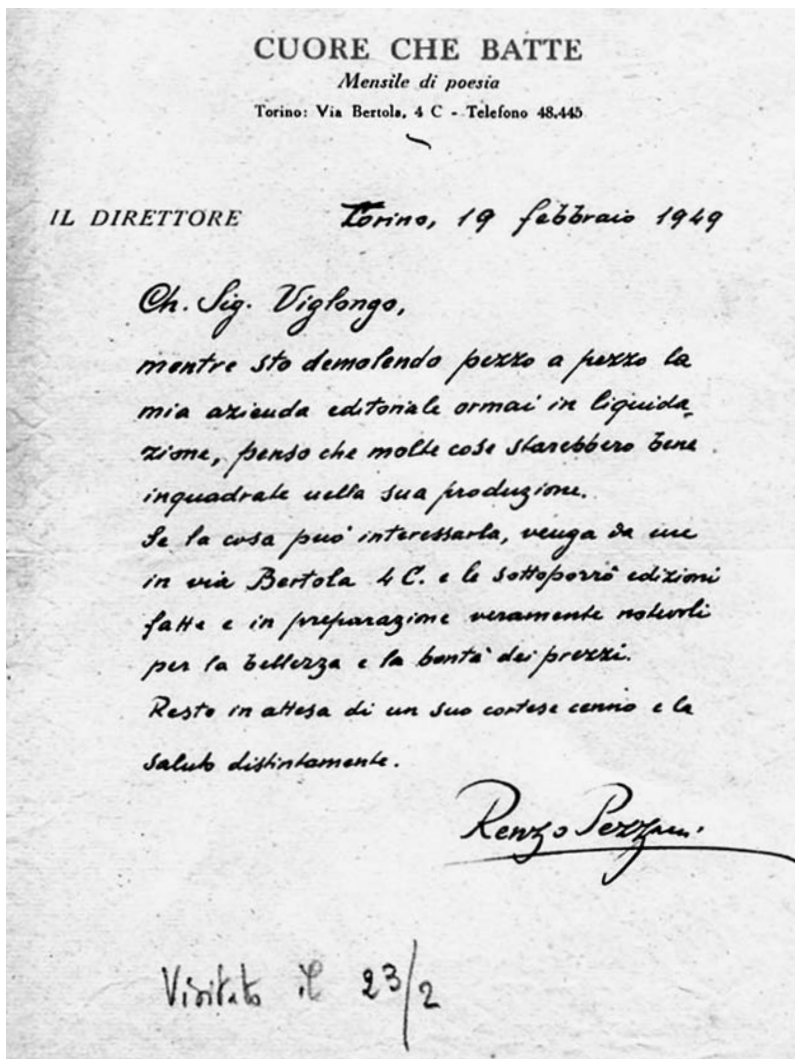 CUORE CHE BATTE
Mensile di poesia
Torino: Via Bertola, 4 C - Telefono 48.445
IL DIRETTORE
Torino, 19 febbraio 1949
Ch. Sig. Viglongo,
mentre sto demolendo pezzo a pezzo la
mia azienda editoriale ormai in liquida-
zione, penso che molte cose starebbero bene
inquadrate nella sua produzione.
Se la cosa può interessarla, venga da me
in via Bertola 4 C. e le sottoporrò edizioni
fatte e in preparazione veramente notevoli
per la bellezza e la bontà dei prezzi.
Resto in attesa di un suo cortese cenno e la
saluto distintamente.
Renzo Pezzani
Visitato il 23/2